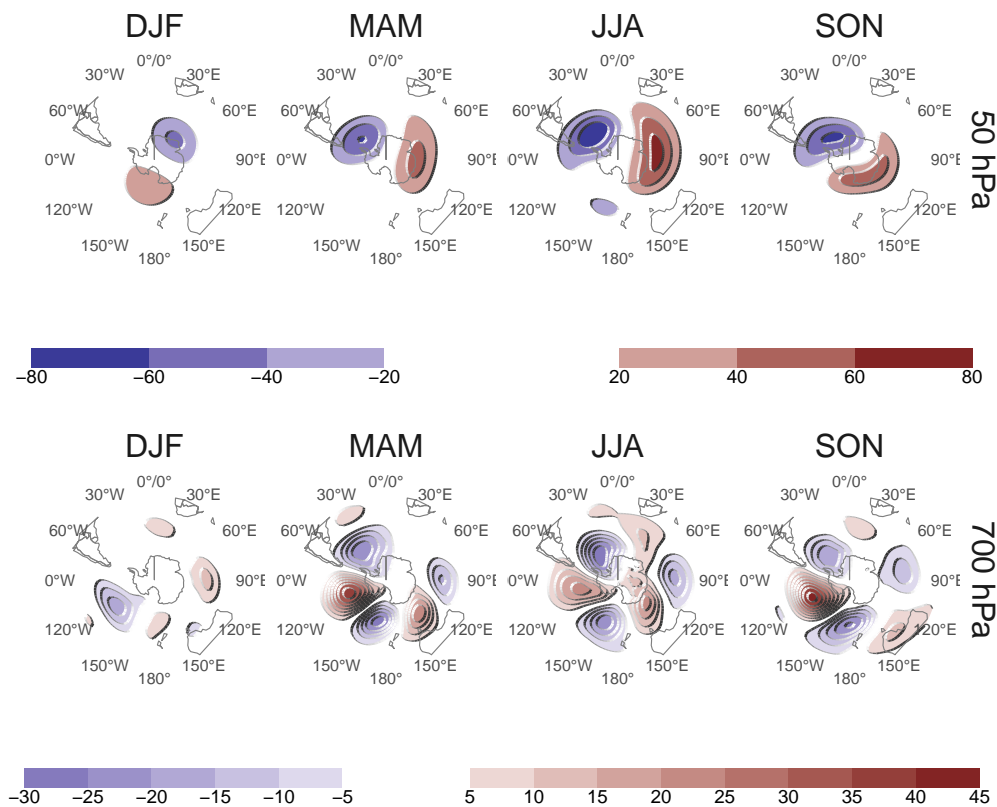 DJF MAM JJA SON
0°/0° 0°/0° 0°/0° 0°/0°
30°W 30°E 30°W 30°E 30°W 30°E 30°W 30°E
60°W 60°E 60°W 60°E 60°W 60°E 60°W 60°E
0°W 90°E 0°W 90°E 0°W 90°E 0°W 90°E
120°W 120°E 120°W 120°E 120°W 120°E 120°W 120°E
150°W 150°E 150°W 150°E 150°W 150°E 150°W 150°E
180° 180° 180° 180°
50 hPa
−80 −60 −40 −20 20 40 60 80
DJF MAM JJA SON
0°/0° 0°/0° 0°/0° 0°/0°
30°W 30°E 30°W 30°E 30°W 30°E 30°W 30°E
60°W 60°E 60°W 60°E 60°W 60°E 60°W 60°E
0°W 90°E 0°W 90°E 0°W 90°E 0°W 90°E
120°W 120°E 120°W 120°E 120°W 120°E 120°W 120°E
150°W 150°E 150°W 150°E 150°W 150°E 150°W 150°E
180° 180° 180° 180°
700 hPa
−30 −25 −20 −15 −10 −5 5 10 15 20 25 30 35 40 45